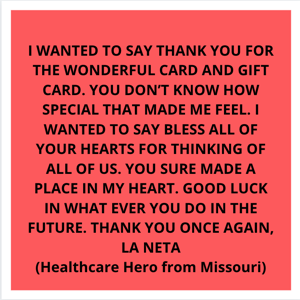 I WANTED TO SAY THANK YOU FOR
THE WONDERFUL CARD AND GIFT
CARD. YOU DON'T KNOW HOW
SPECIAL THAT MADE ME FEEL. I
WANTED TO SAY BLESS ALL OF
YOUR HEARTS FOR THINKING OF
ALL OF US. YOU SURE MADE A
PLACE IN MY HEART. GOOD LUCK
IN WHAT EVER YOU DO IN THE
FUTURE. THANK YOU ONCE AGAIN,
LA NETA
(Healthcare Hero from Missouri)